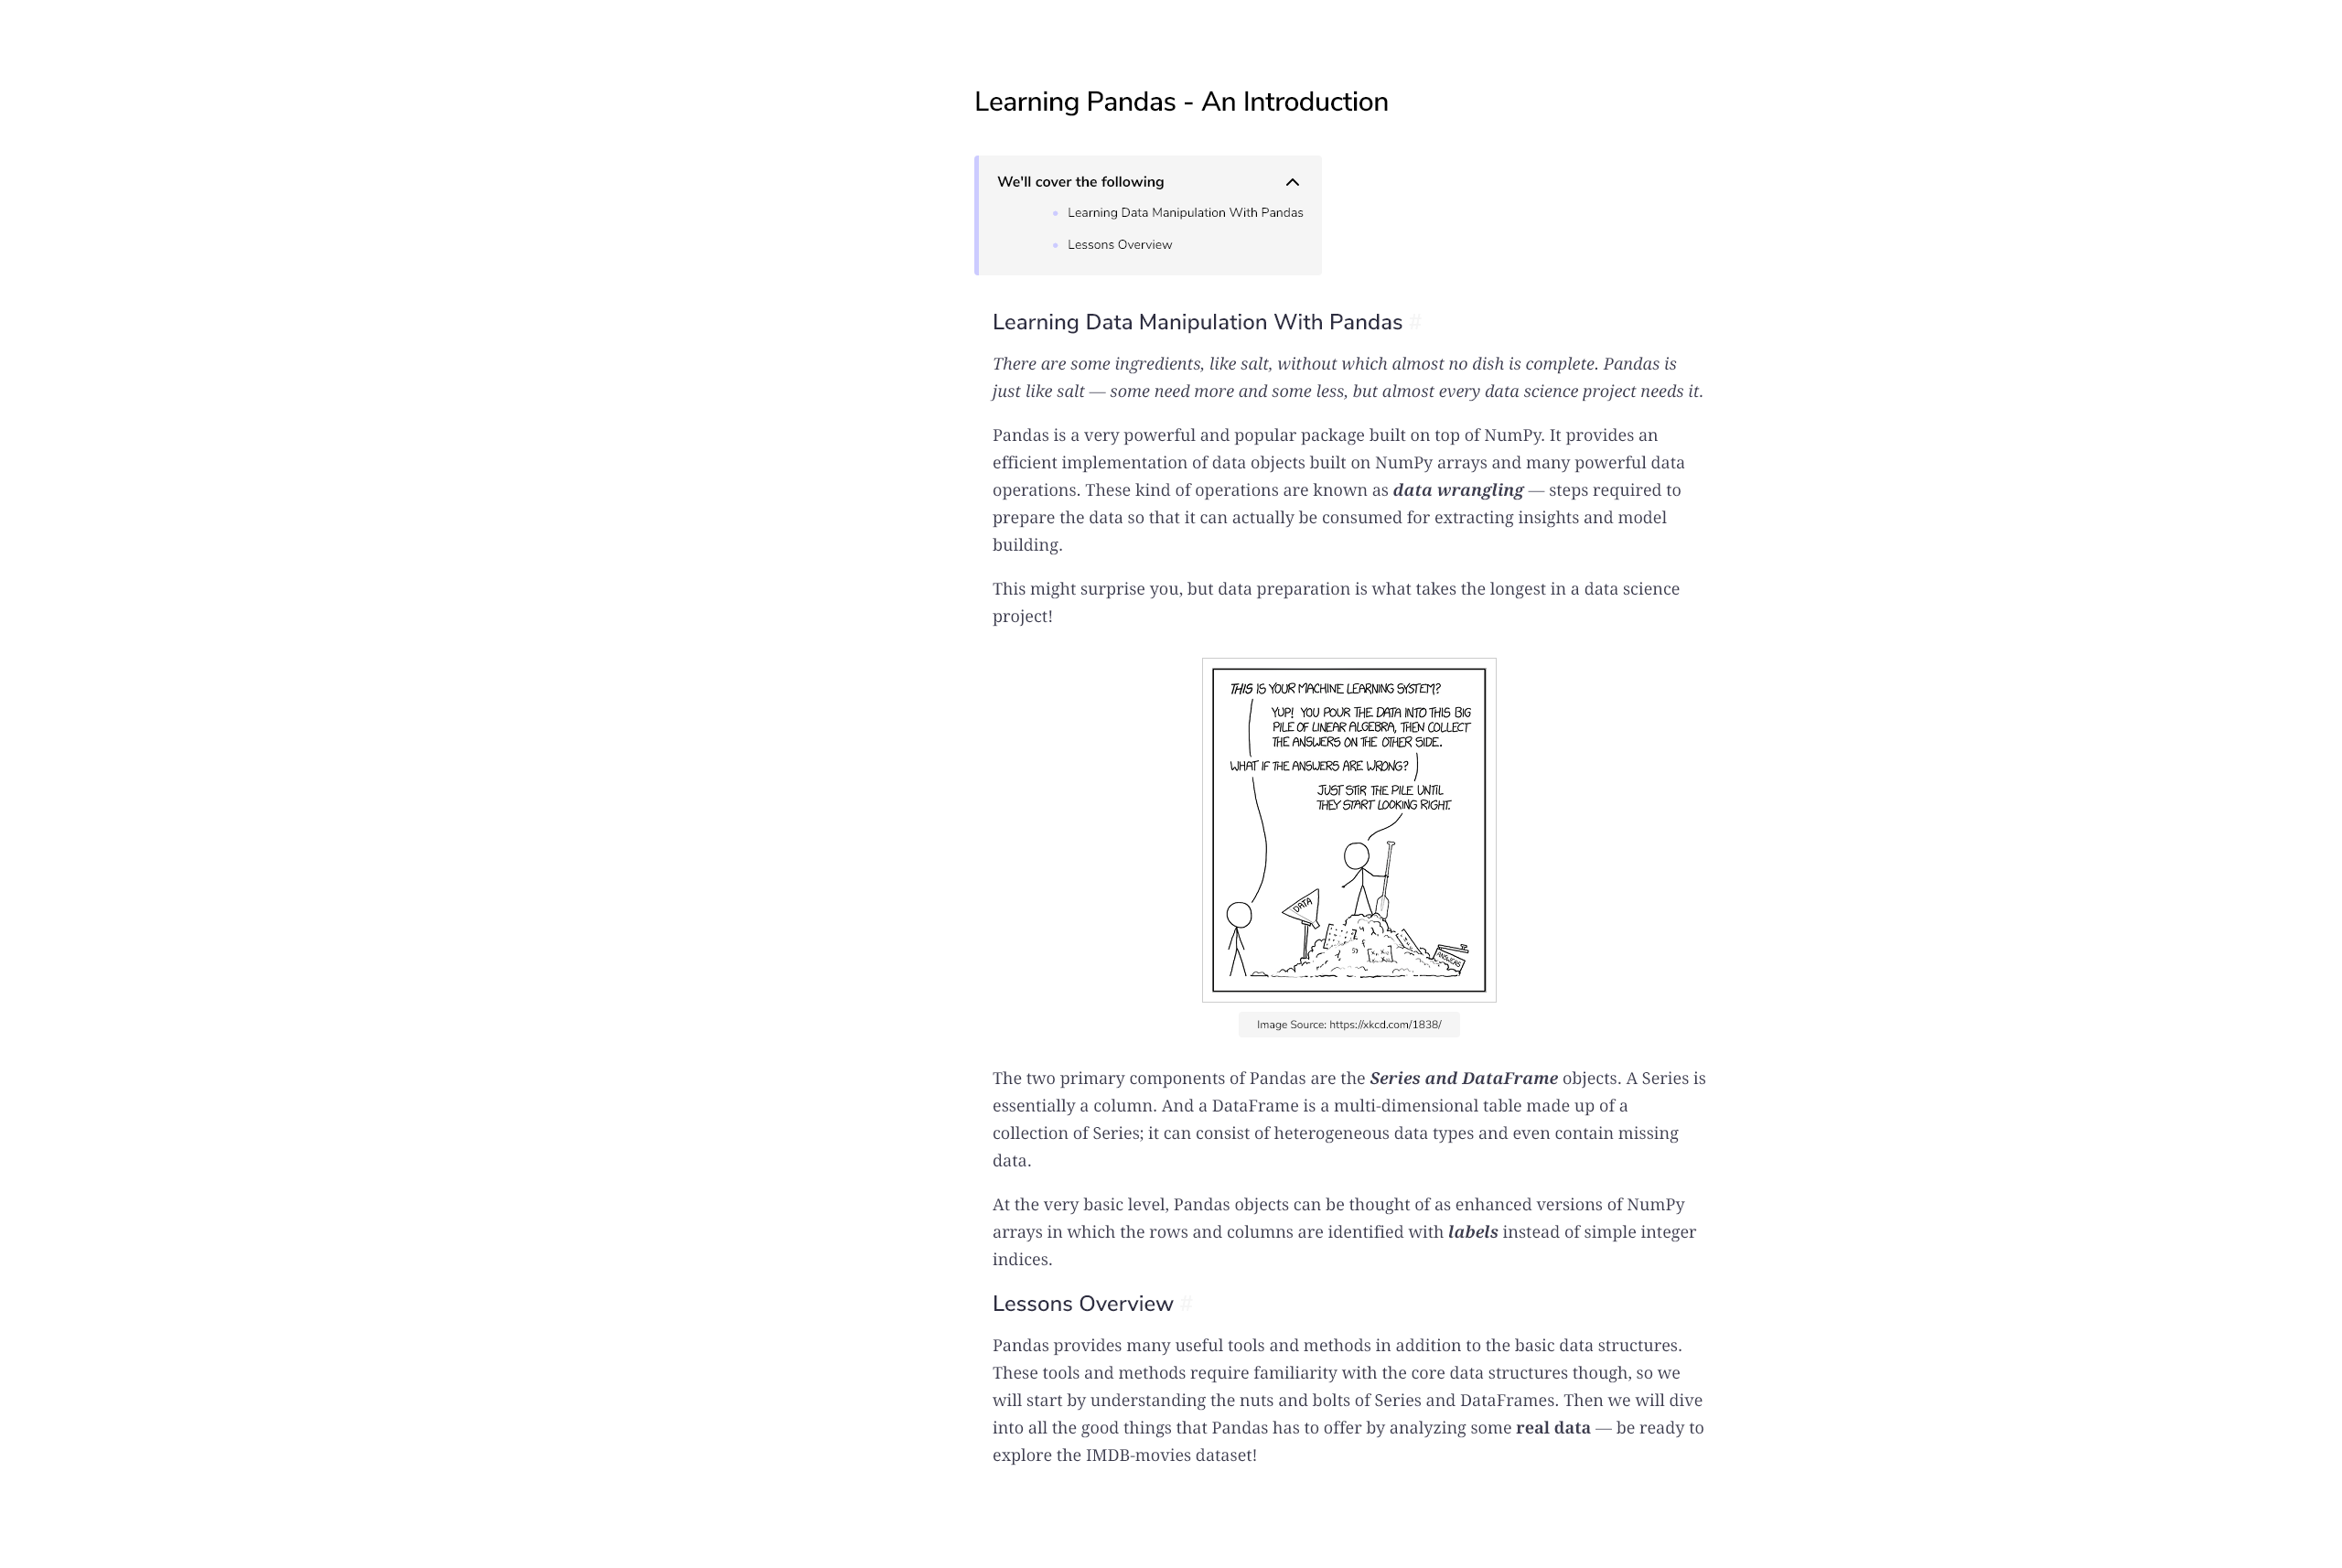 Learning Pandas - An Introduction
We'll cover the following
Learning Data Manipulation With Pandas
Lessons Overview
Learning Data Manipulation With Pandas #
There are some ingredients, like salt, without which almost no dish is complete. Pandas is
just like salt — some need more and some less, but almost every data science project needs it.
Pandas is a very powerful and popular package built on top of NumPy. It provides an
efficient implementation of data objects built on NumPy arrays and many powerful data
operations. These kind of operations are known as data wrangling — steps required to
prepare the data so that it can actually be consumed for extracting insights and model
building.
This might surprise you, but data preparation is what takes the longest in a data science
project!
THIS IS YOUR MACHINE LEARNING SYSTEM?
YUP! YOU POUR THE DATA INTO THIS BIG
PILE OF LINEAR ALGEBRA, THEN COLLECT
THE ANSWERS ON THE OTHER SIDE.
WHAT IF THE ANSWERS ARE WRONG?
JUST STIR THE PILE UNTIL
THEY START LOOKING RIGHT.
DATA
ANSWERS
Image Source: https://xkcd.com/1838/
The two primary components of Pandas are the Series and DataFrame objects. A Series is
essentially a column. And a DataFrame is a multi-dimensional table made up of a
collection of Series; it can consist of heterogeneous data types and even contain missing
data.
At the very basic level, Pandas objects can be thought of as enhanced versions of NumPy
arrays in which the rows and columns are identified with labels instead of simple integer
indices.
Lessons Overview #
Pandas provides many useful tools and methods in addition to the basic data structures.
These tools and methods require familiarity with the core data structures though, so we
will start by understanding the nuts and bolts of Series and DataFrames. Then we will dive
into all the good things that Pandas has to offer by analyzing some real data — be ready to
explore the IMDB-movies dataset!